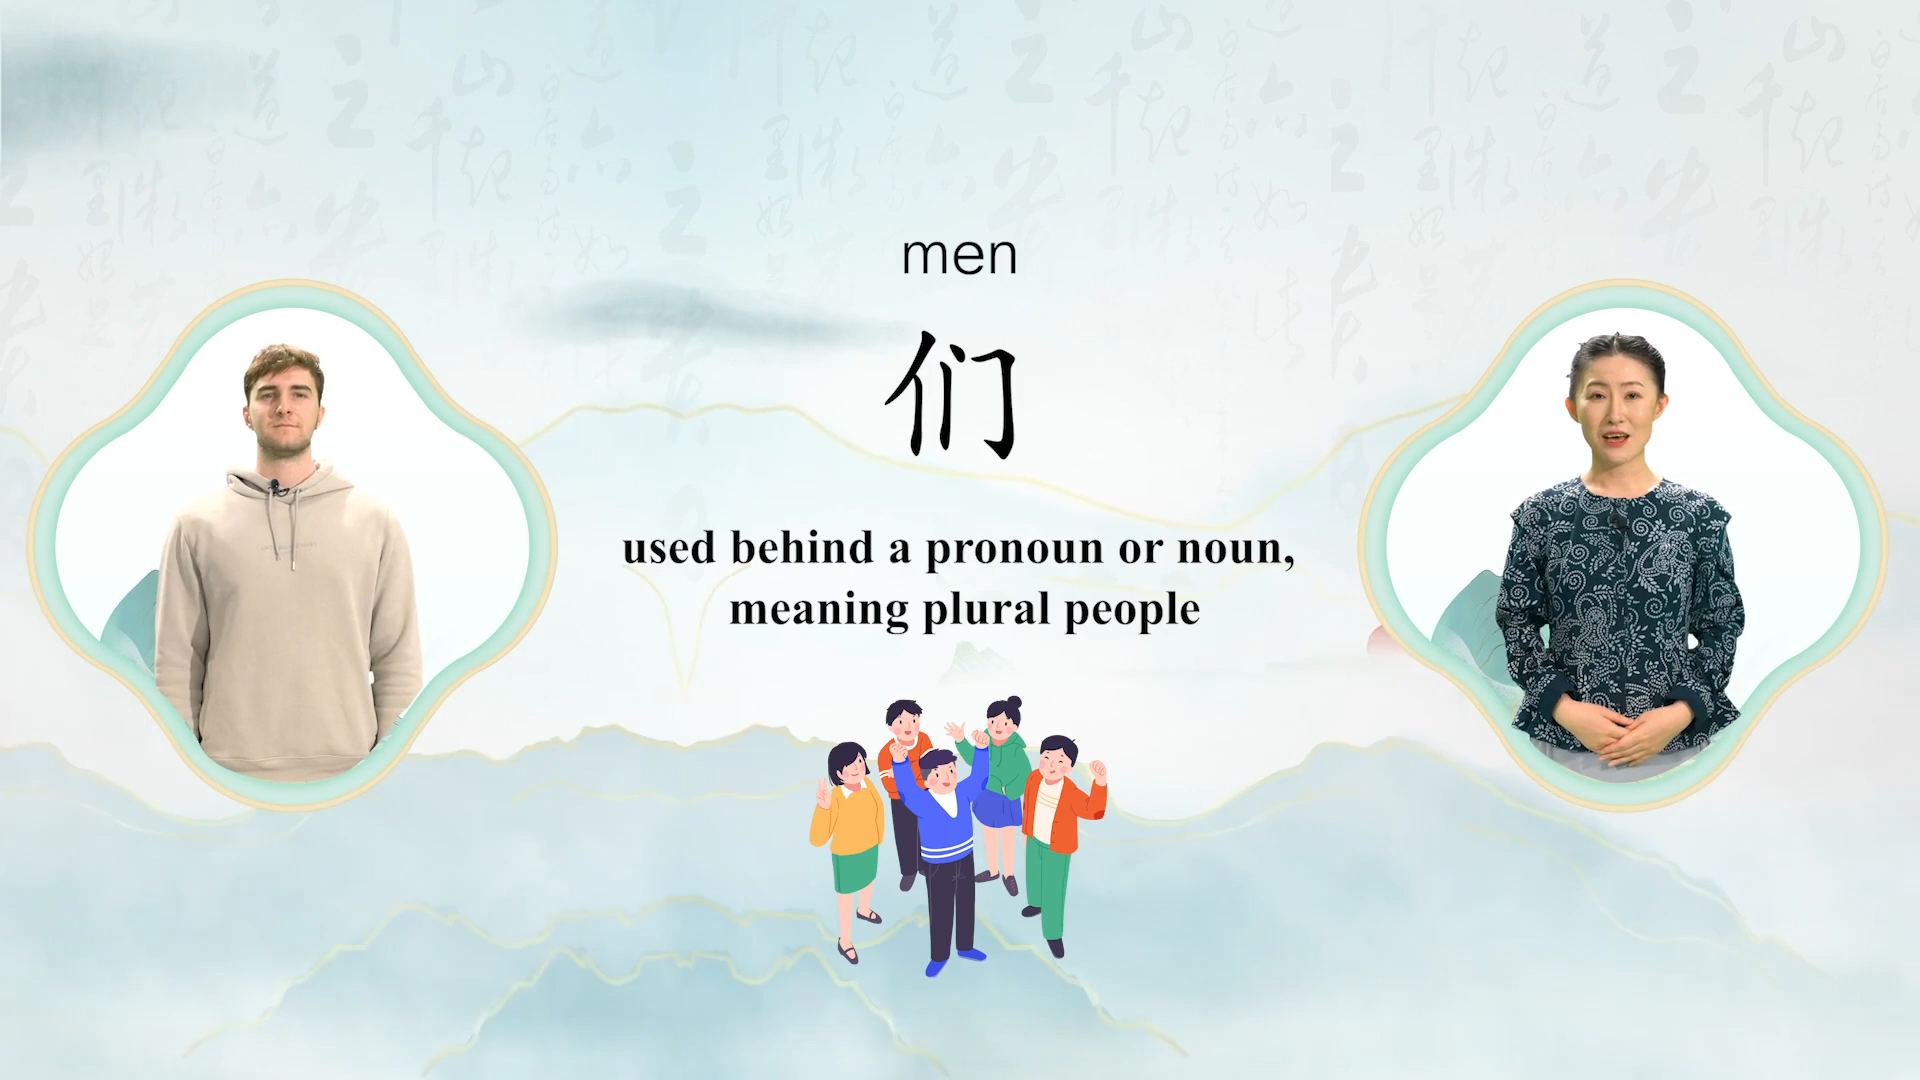 men
们
used behind a pronoun or noun,
meaning plural people